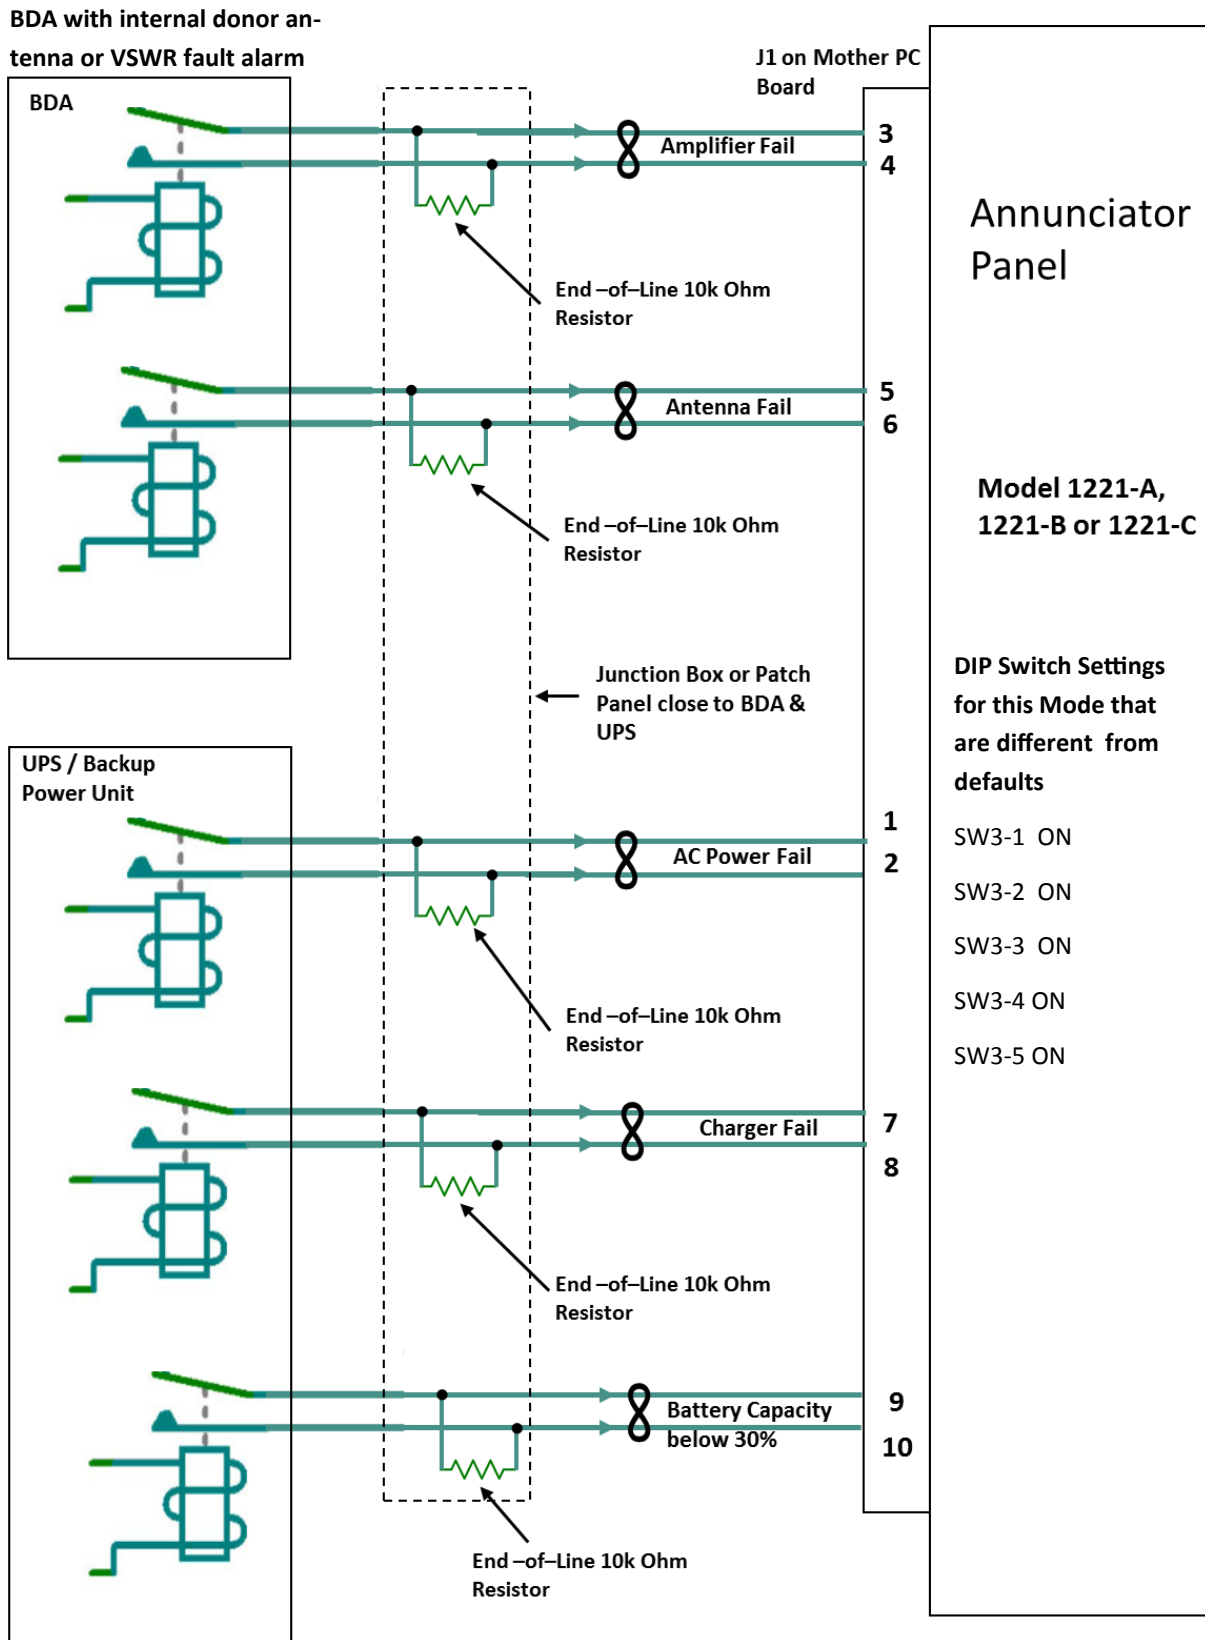 BDA with internal donor an-
tenna or VSWR fault alarm
J1 on Mother PC
Board
BDA
3
Amplifier Fail
4
Annunciator
Panel
End –of–Line 10k Ohm
Resistor
5
Antenna Fail
6
Model 1221-A,
1221-B or 1221-C
End –of–Line 10k Ohm
Resistor
Junction Box or Patch
Panel close to BDA &
UPS
DIP Switch Settings
for this Mode that
are different from
defaults
SW3-1 ON
SW3-2 ON
SW3-3 ON
SW3-4 ON
SW3-5 ON
UPS / Backup
Power Unit
1
AC Power Fail
2
End –of–Line 10k Ohm
Resistor
7
Charger Fail
8
End –of–Line 10k Ohm
Resistor
9
Battery Capacity
below 30%
10
End –of–Line 10k Ohm
Resistor